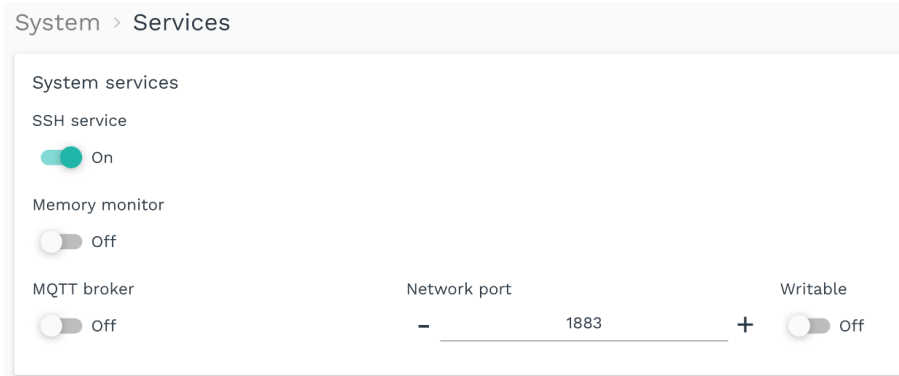 System > Services
System services
SSH service
On
Memory monitor
Off
MQTT broker Network port Writable
Off - 1883 + Off